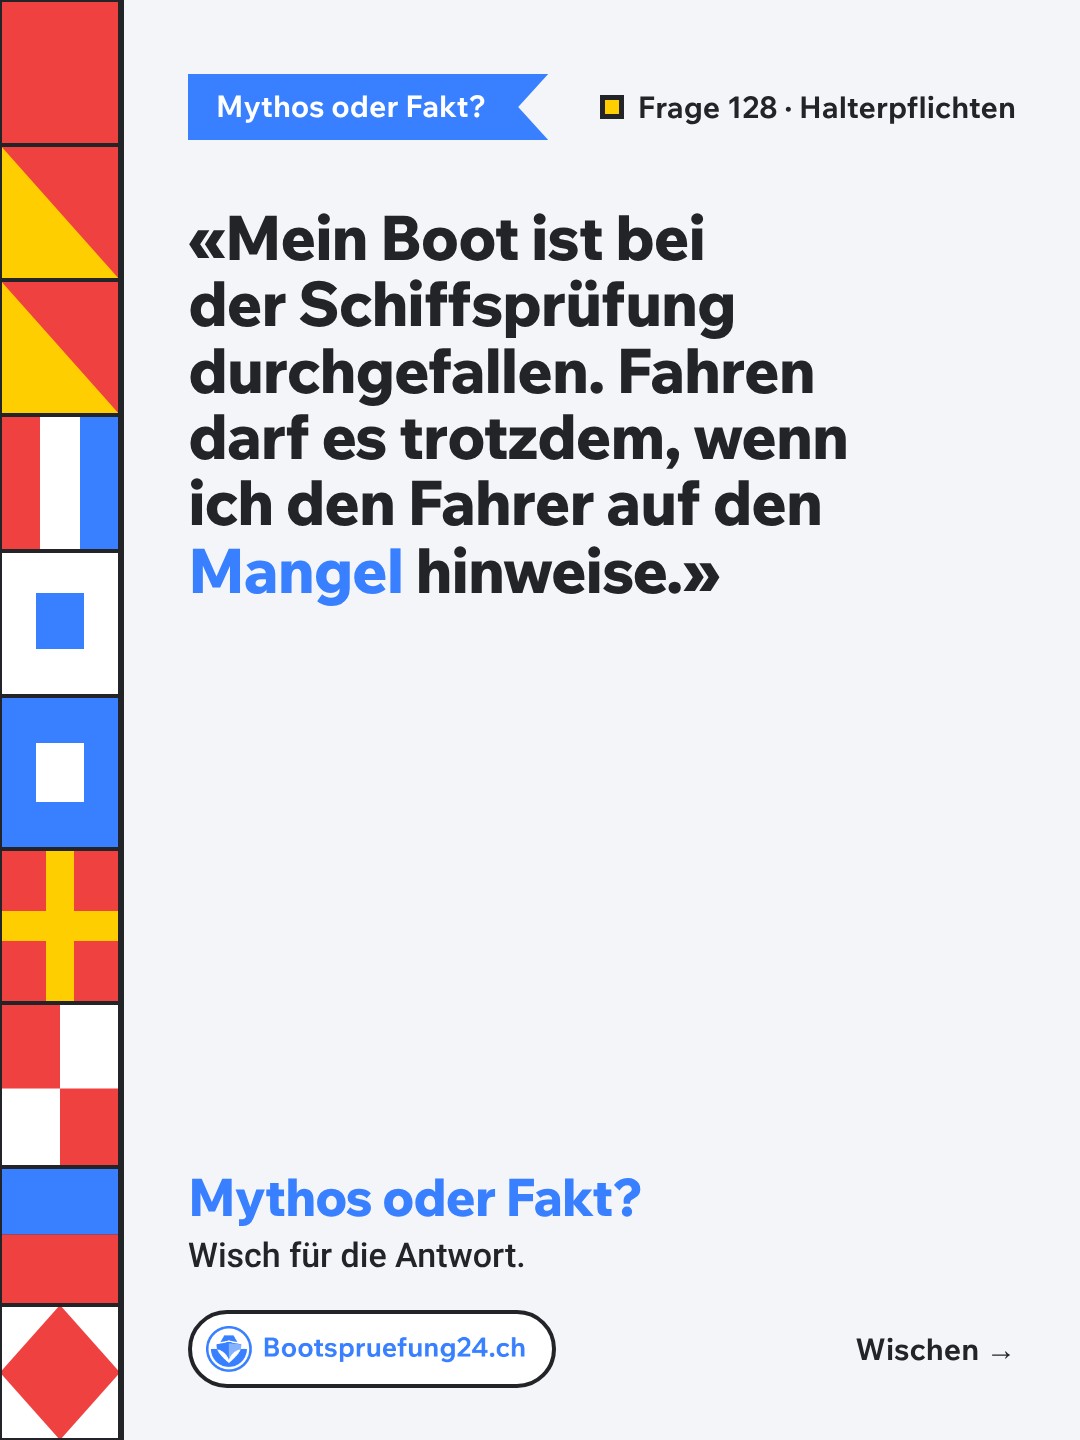 Mythos oder Fakt?
Frage 128 · Halterpflichten
«Mein Boot ist bei
der Schiffsprüfung
durchgefallen. Fahren
darf es trotzdem, wenn
ich den Fahrer auf den
Mangel hinweise.»
Mythos oder Fakt?
Wisch für die Antwort.
Bootspruefung24.ch
Wischen →